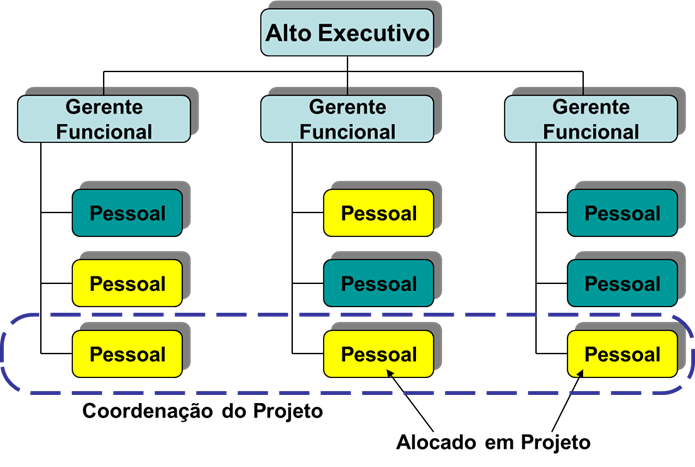 Alto Executivo
Gerente
Funcional
Gerente
Funcional
Gerente
Funcional
Pessoal
Pessoal
Pessoal
Pessoal
Pessoal
Pessoal
Pessoal
Pessoal
Pessoal
Coordenação do Projeto
Alocado em Projeto